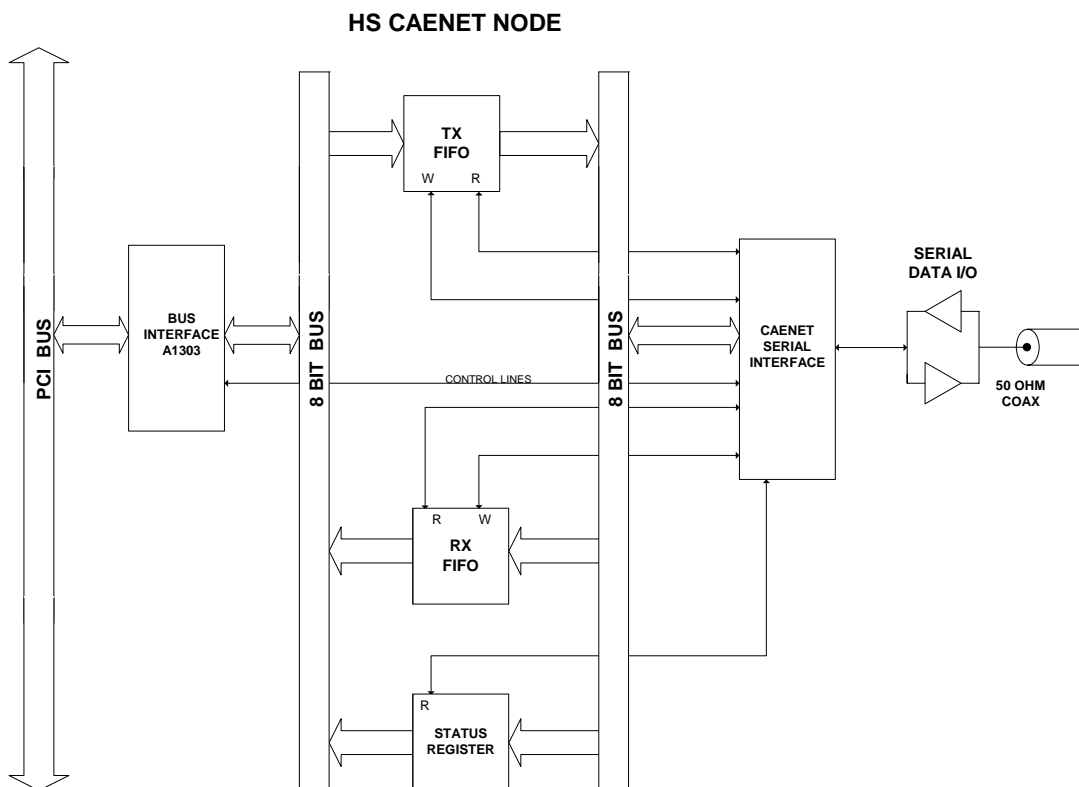 HS CAENET NODE
PCI BUS
BUS
INTERFACE
A1303
8 BIT BUS
TX
FIFO
W R
CONTROL LINES
R W
RX
FIFO
R
STATUS
REGISTER
8 BIT BUS
CAENET
SERIAL
INTERFACE
SERIAL
DATA I/O
50 OHM
COAX